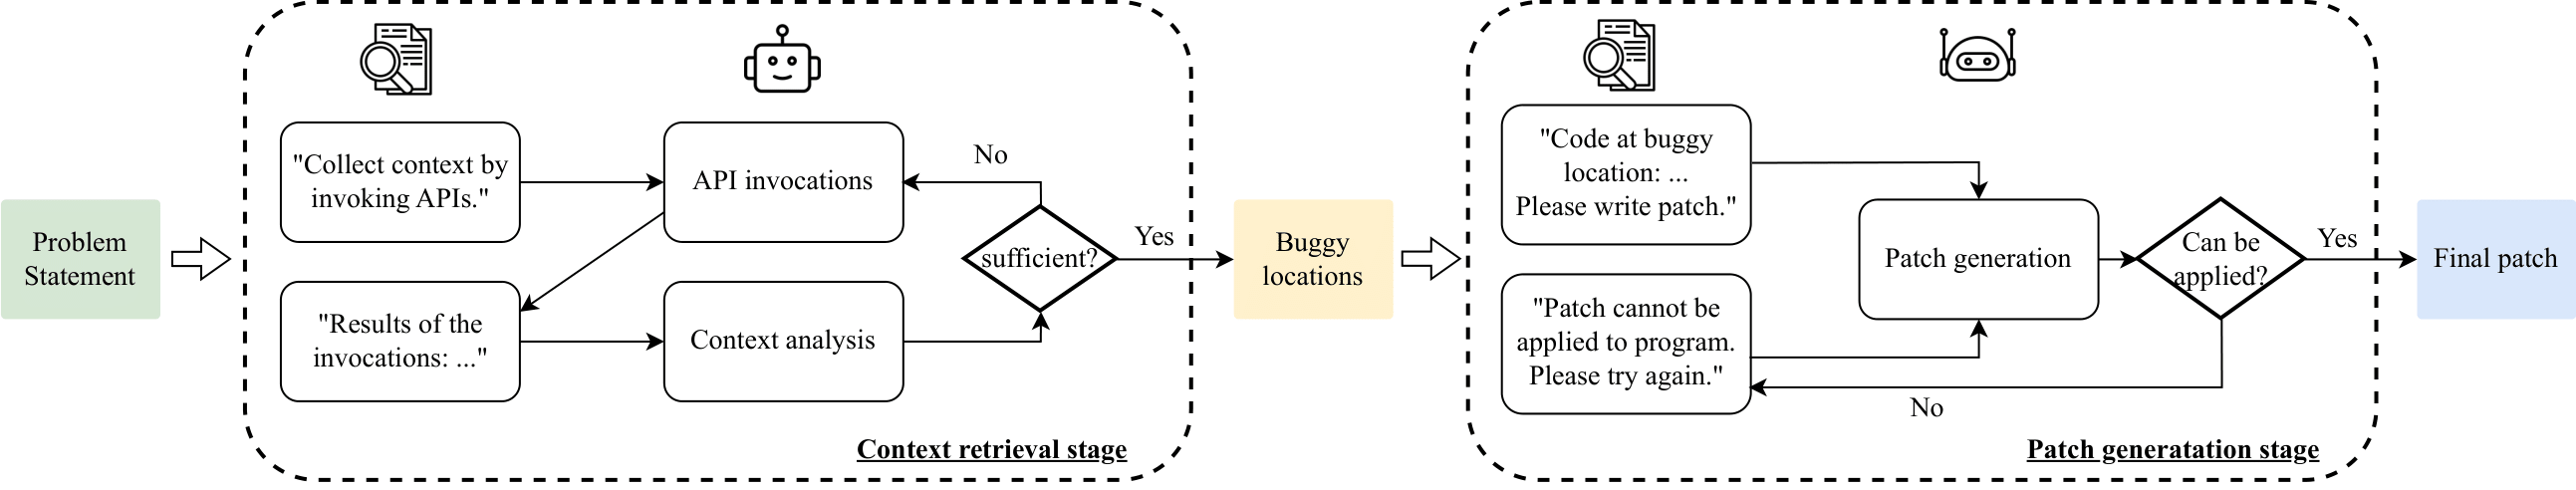 Problem
Statement
"Collect context by
invoking APIs."
API invocations
"Results of the
invocations: ..."
Context analysis
No
sufficient?
Yes
Context retrieval stage
Buggy
locations
"Code at buggy
location: ...
Please write patch."
"Patch cannot be
applied to program.
Please try again."
Patch generation
Can be
applied?
Yes
No
Patch generatation stage
Final patch